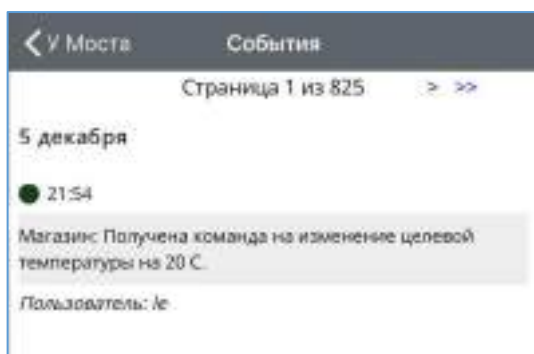 У Моста
События
Страница 1 из 825 > >>
5 декабря
21:54
Магазин: Получена команда на изменение целевой
температуры на 20 С.
Пользователь: le